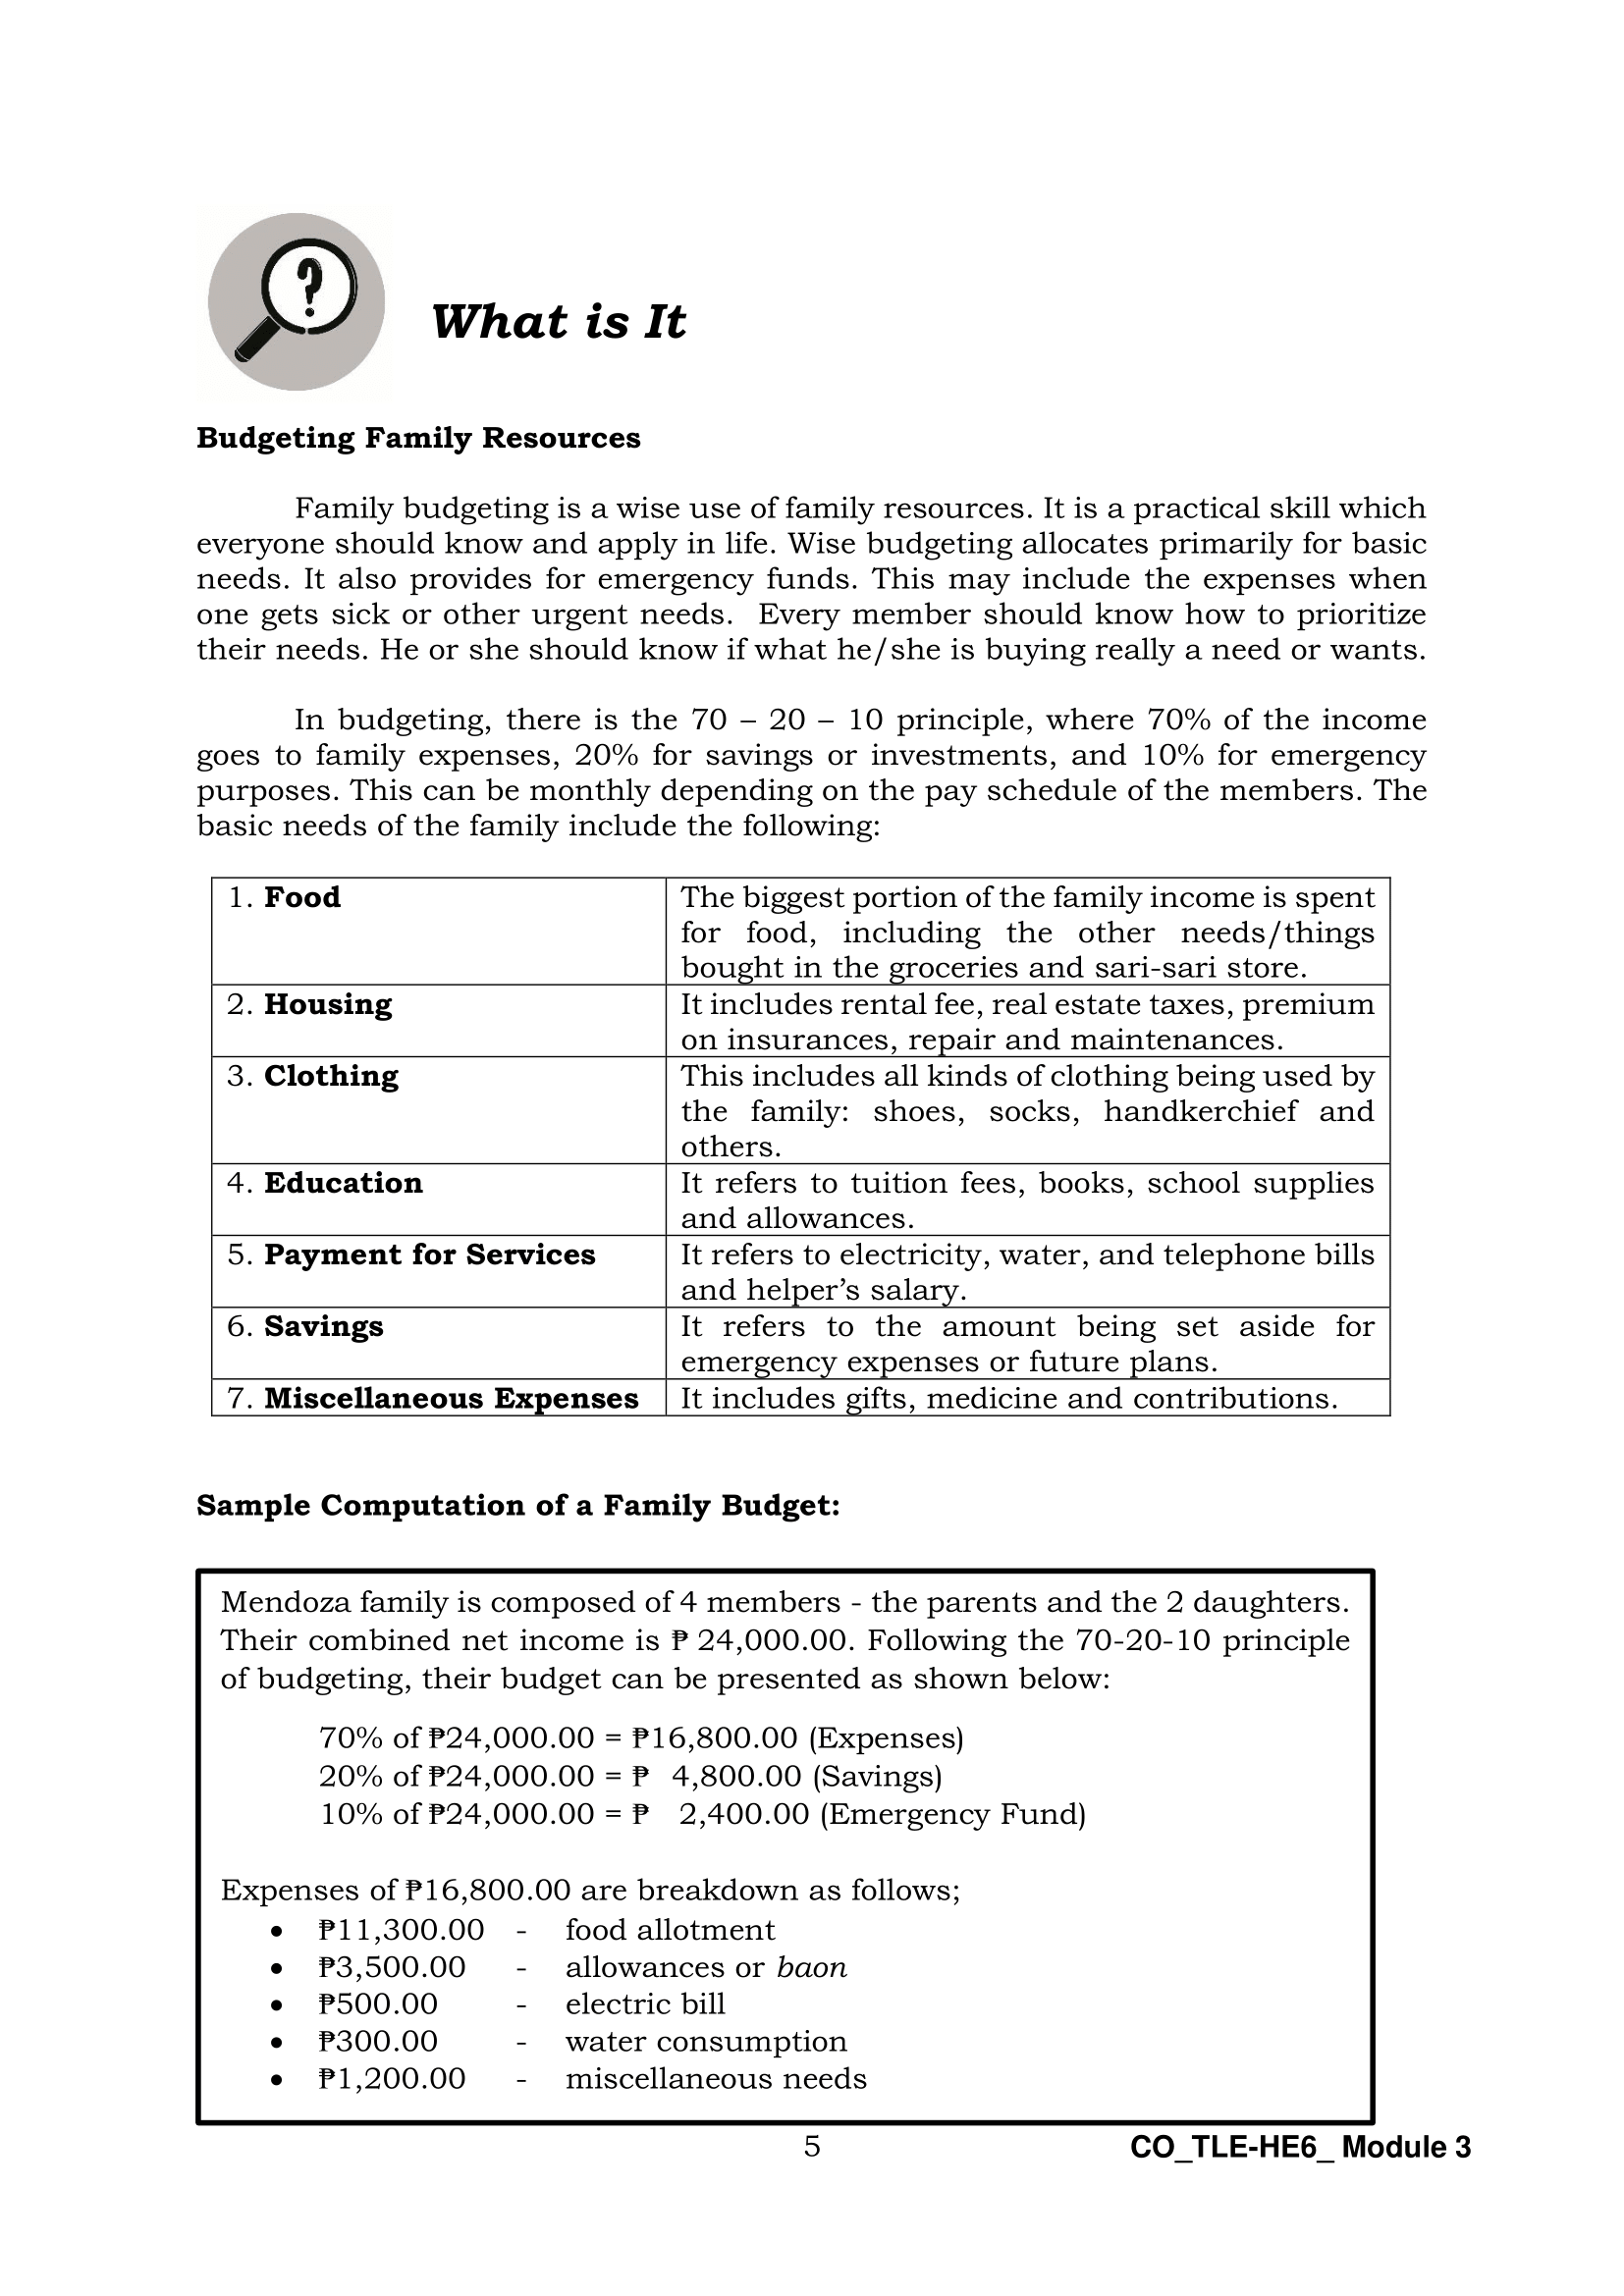 ?
What is It
Budgeting Family Resources
Family budgeting is a wise use of family resources. It is a practical skill which
everyone should know and apply in life. Wise budgeting allocates primarily for basic
needs. It also provides for emergency funds. This may include the expenses when
one gets sick or other urgent needs.  Every member should know how to prioritize
their needs. He or she should know if what he/she is buying really a need or wants.
In budgeting, there is the 70 – 20 – 10 principle, where 70% of the income
goes to family expenses, 20% for savings or investments, and 10% for emergency
purposes. This can be monthly depending on the pay schedule of the members. The
basic needs of the family include the following:
1. Food
The biggest portion of the family income is spent
for food, including the other needs/things
bought in the groceries and sari-sari store.
2. Housing
It includes rental fee, real estate taxes, premium
on insurances, repair and maintenances.
3. Clothing
This includes all kinds of clothing being used by
the family: shoes, socks, handkerchief and
others.
4. Education
It refers to tuition fees, books, school supplies
and allowances.
5. Payment for Services
It refers to electricity, water, and telephone bills
and helper’s salary.
6. Savings
It refers to the amount being set aside for
emergency expenses or future plans.
7. Miscellaneous Expenses
It includes gifts, medicine and contributions.
Sample Computation of a Family Budget:
Mendoza family is composed of 4 members - the parents and the 2 daughters.
Their combined net income is ₱ 24,000.00. Following the 70-20-10 principle
of budgeting, their budget can be presented as shown below:
70% of ₱24,000.00 = ₱16,800.00 (Expenses)
20% of ₱24,000.00 = ₱  4,800.00 (Savings)
10% of ₱24,000.00 = ₱  2,400.00 (Emergency Fund)
Expenses of ₱16,800.00 are breakdown as follows;
• ₱11,300.00 - food allotment
• ₱3,500.00 - allowances or baon
• ₱500.00 - electric bill
• ₱300.00 - water consumption
• ₱1,200.00 - miscellaneous needs
5 CO_TLE-HE6_ Module 3